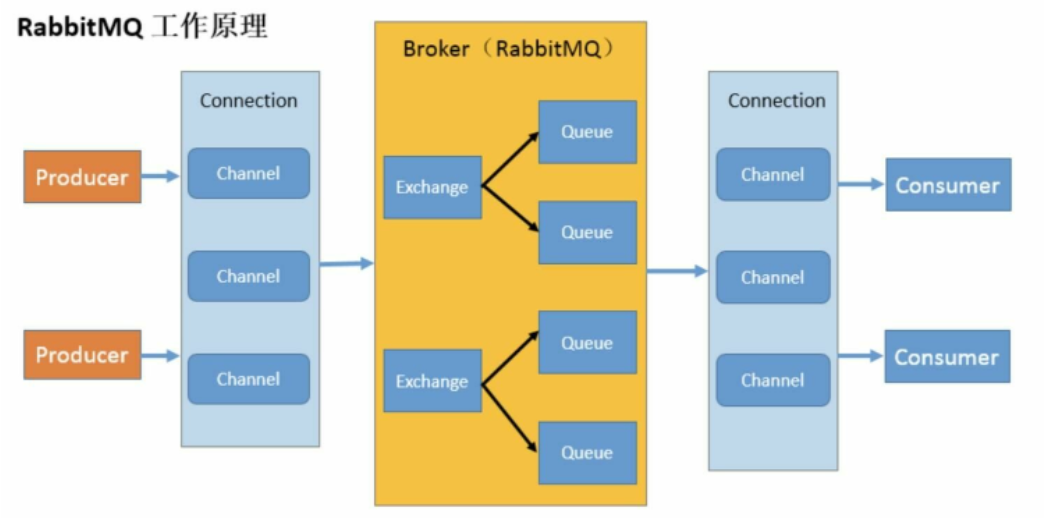 RabbitMQ 工作原理
Broker（RabbitMQ）
Connection
Connection
Producer
Channel
Exchange
Queue
Channel
Consumer
Queue
Channel
Channel
Producer
Channel
Exchange
Queue
Channel
Consumer
Queue